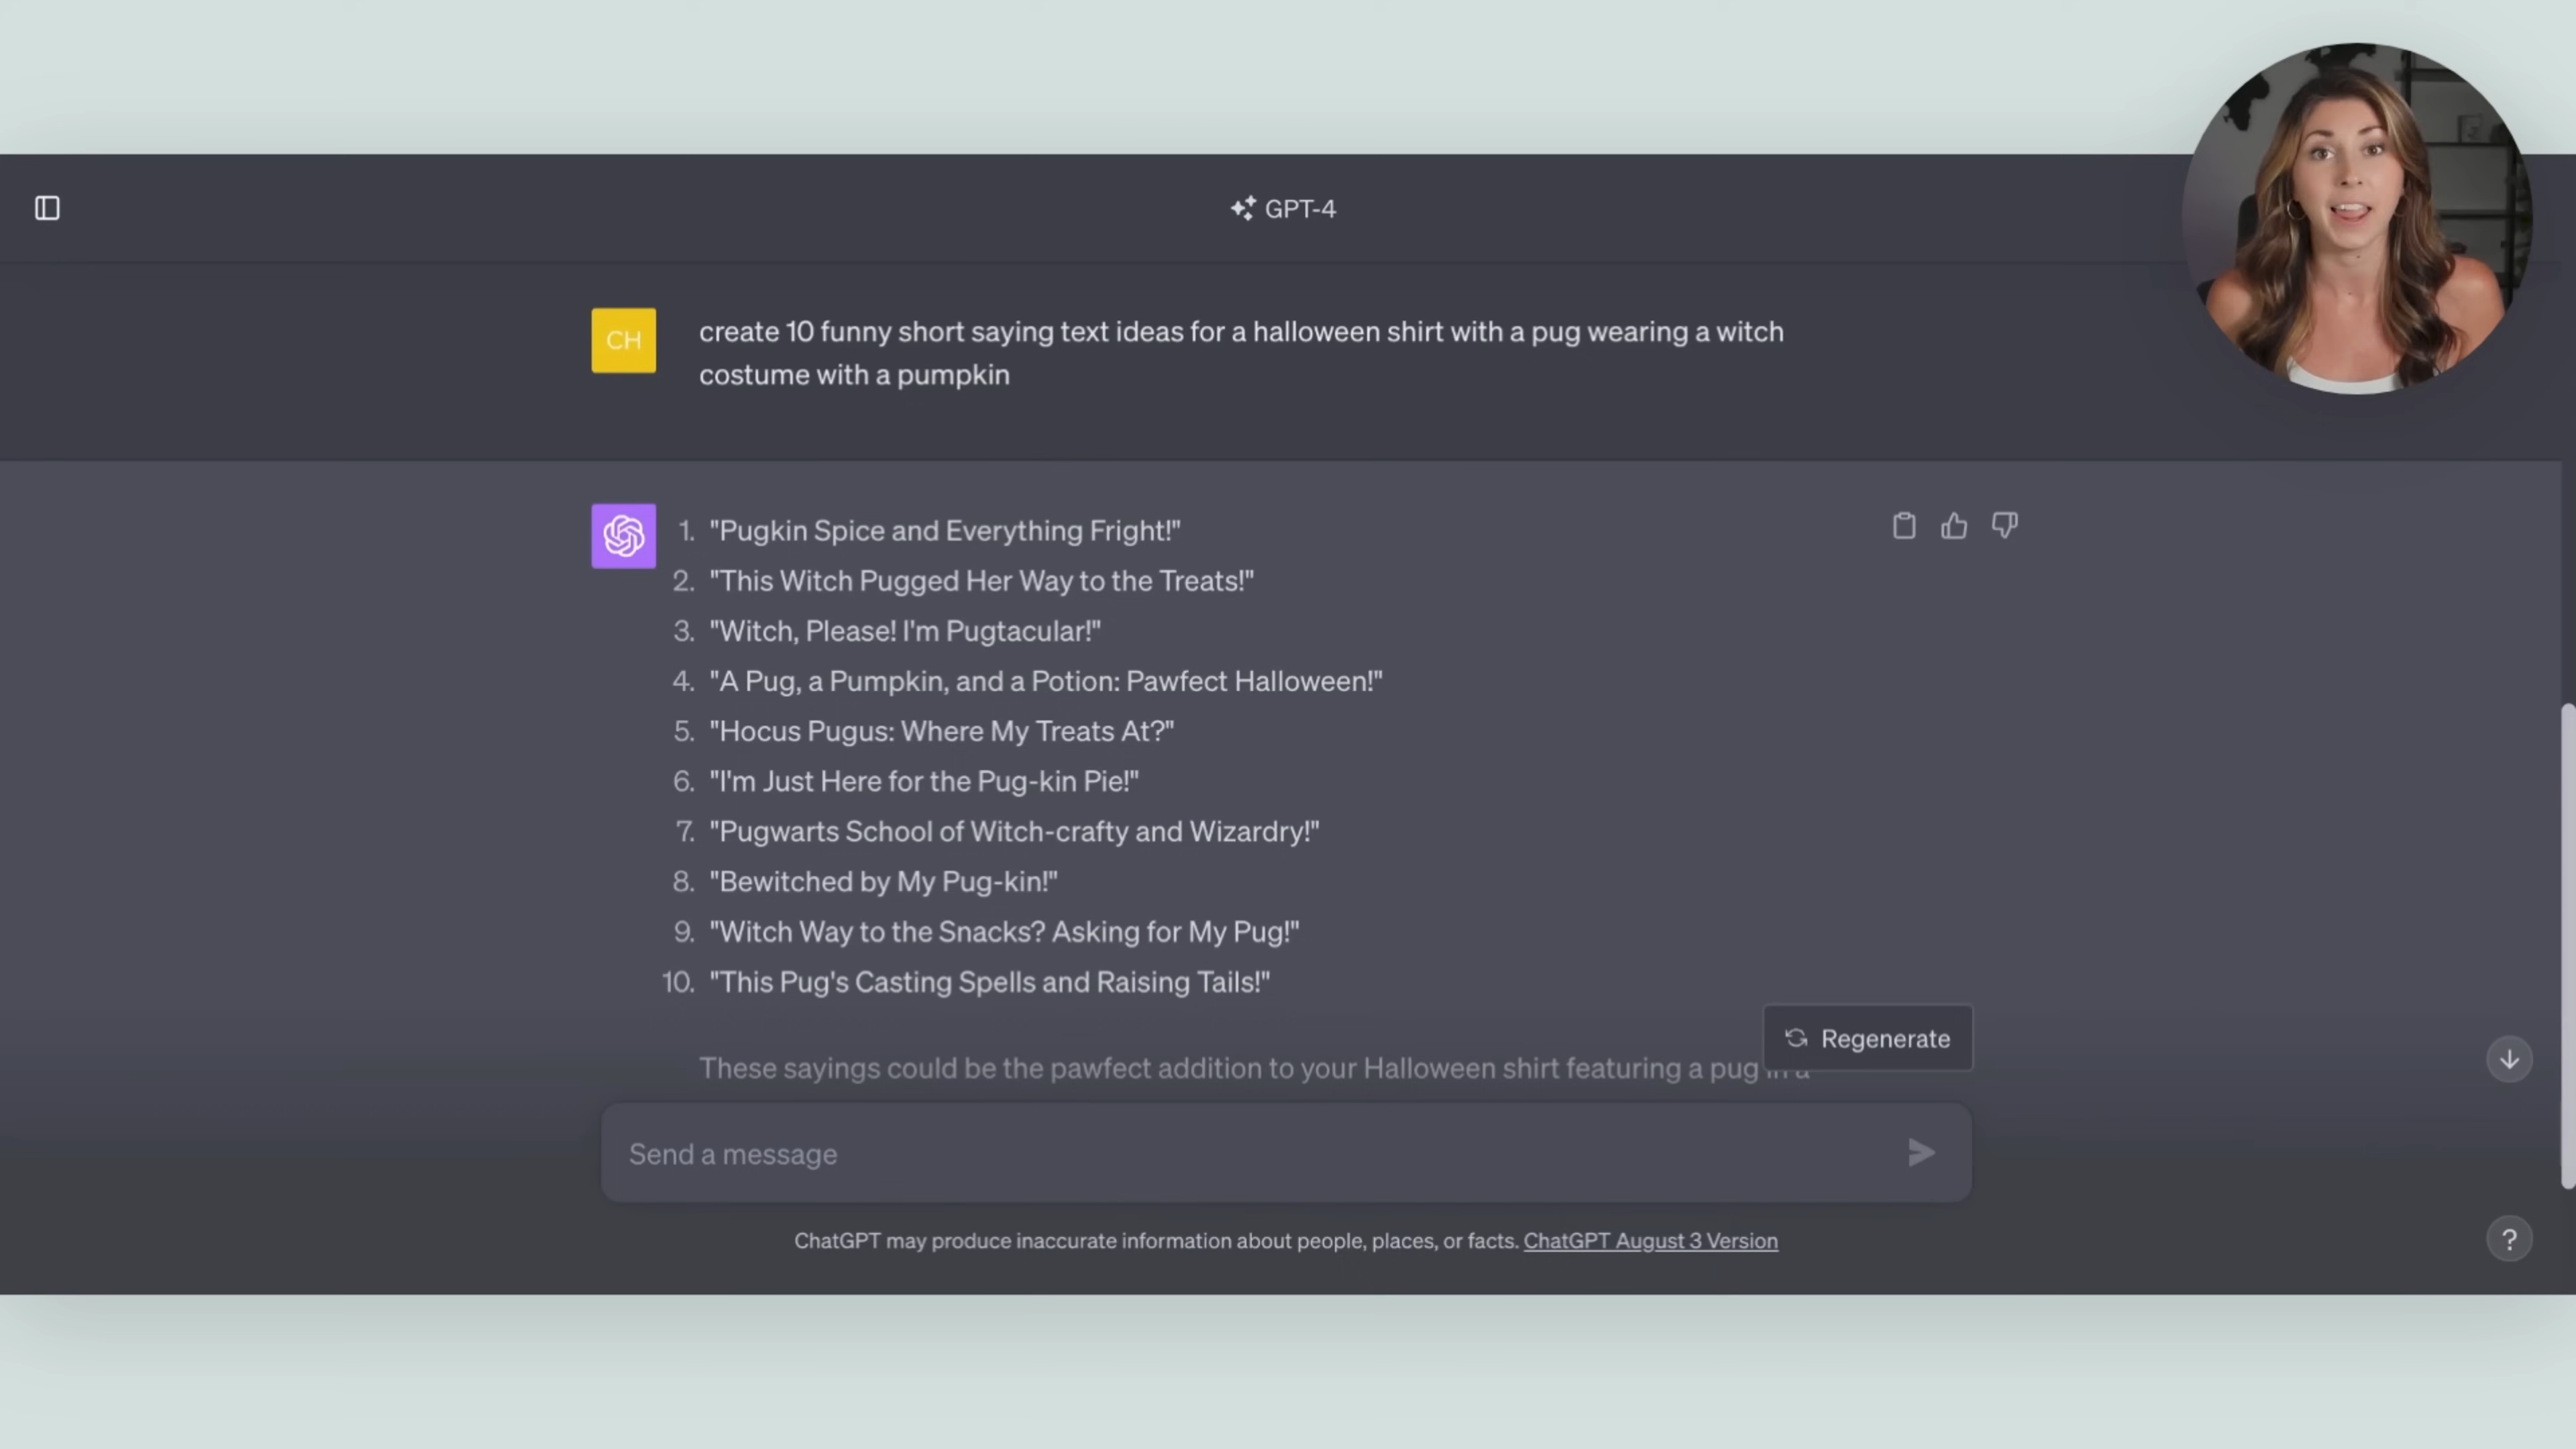 GPT-4
CH
create 10 funny short saying text ideas for a halloween shirt with a pug wearing a witch
costume with a pumpkin
1. "Pugkin Spice and Everything Fright!"
2. "This Witch Pugged Her Way to the Treats!"
3. "Witch, Please! I'm Pugtacular!"
4. "A Pug, a Pumpkin, and a Potion: Pawfect Halloween!"
5. "Hocus Pugus: Where My Treats At?"
6. "I'm Just Here for the Pug-kin Pie!"
7. "Pugwarts School of Witch-crafty and Wizardry!"
8. "Bewitched by My Pug-kin!"
9. "Witch Way to the Snacks? Asking for My Pug!"
10. "This Pug's Casting Spells and Raising Tails!"
Regenerate
These sayings could be the pawfect addition to your Halloween shirt featuring a pug in a
Send a message
ChatGPT may produce inaccurate information about people, places, or facts. ChatGPT August 3 Version
?